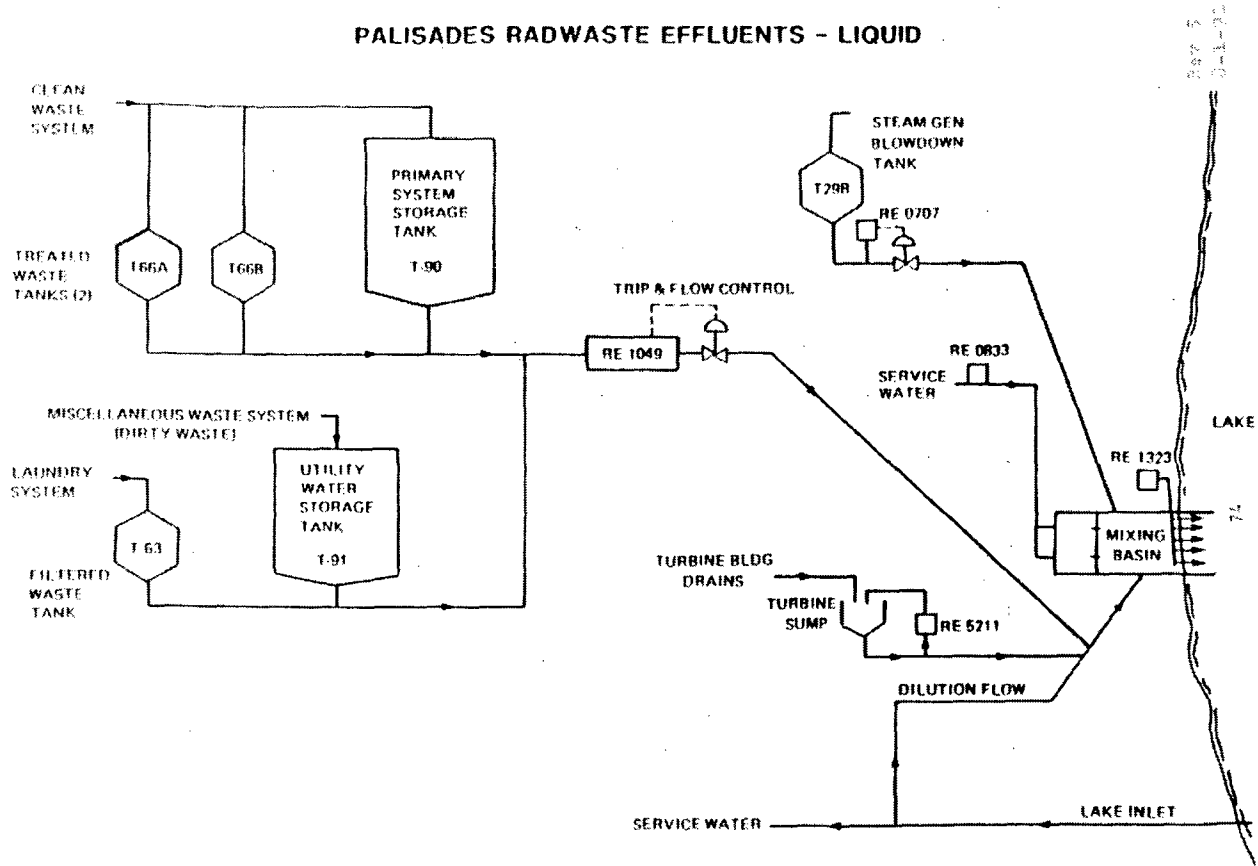 PALISADES RADWASTE EFFLUENTS - LIQUID
CLEAN
WASTE
SYSTEM
PRIMARY
SYSTEM
STORAGE
TANK
T-90
T66A
T66B
TREATED
WASTE
TANKS (2)
STEAM GEN
BLOWDOWN
TANK
T29B
RE 0707
TRIP & FLOW CONTROL
RE 1049
RE 0833
SERVICE
WATER
LAKE
RE 1323
MIXING
BASIN
74
MISCELLANEOUS WASTE SYSTEM
(DIRTY WASTE)
LAUNDRY
SYSTEM
UTILITY
WATER
STORAGE
TANK
T-91
T-63
FILTERED
WASTE
TANK
TURBINE BLDG
DRAINS
TURBINE
SUMP
RE 5211
DILUTION FLOW
SERVICE WATER
LAKE INLET